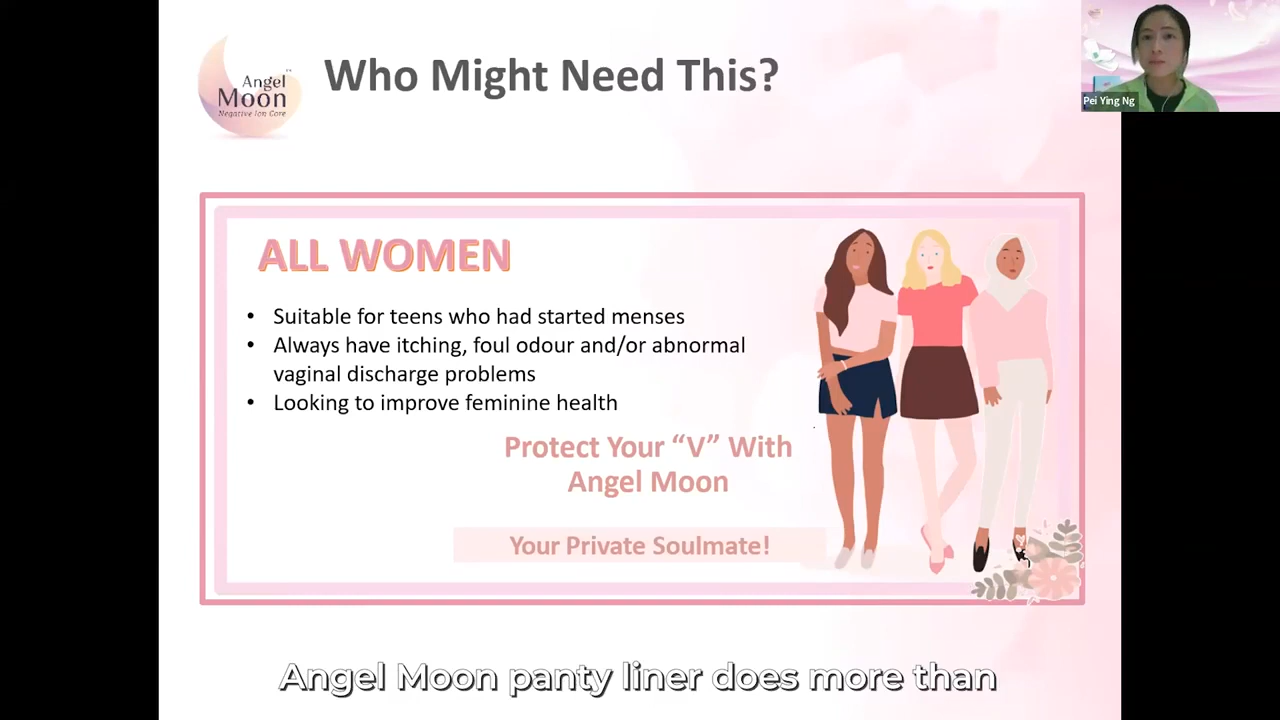 Angel
Moon
Negative Ion Core
Who Might Need This?
Pei Ying Ng
ALL WOMEN
• Suitable for teens who had started menses
• Always have itching, foul odour and/or abnormal
vaginal discharge problems
• Looking to improve feminine health
Protect Your “V” With
Angel Moon
Your Private Soulmate!
Angel Moon panty liner does more than